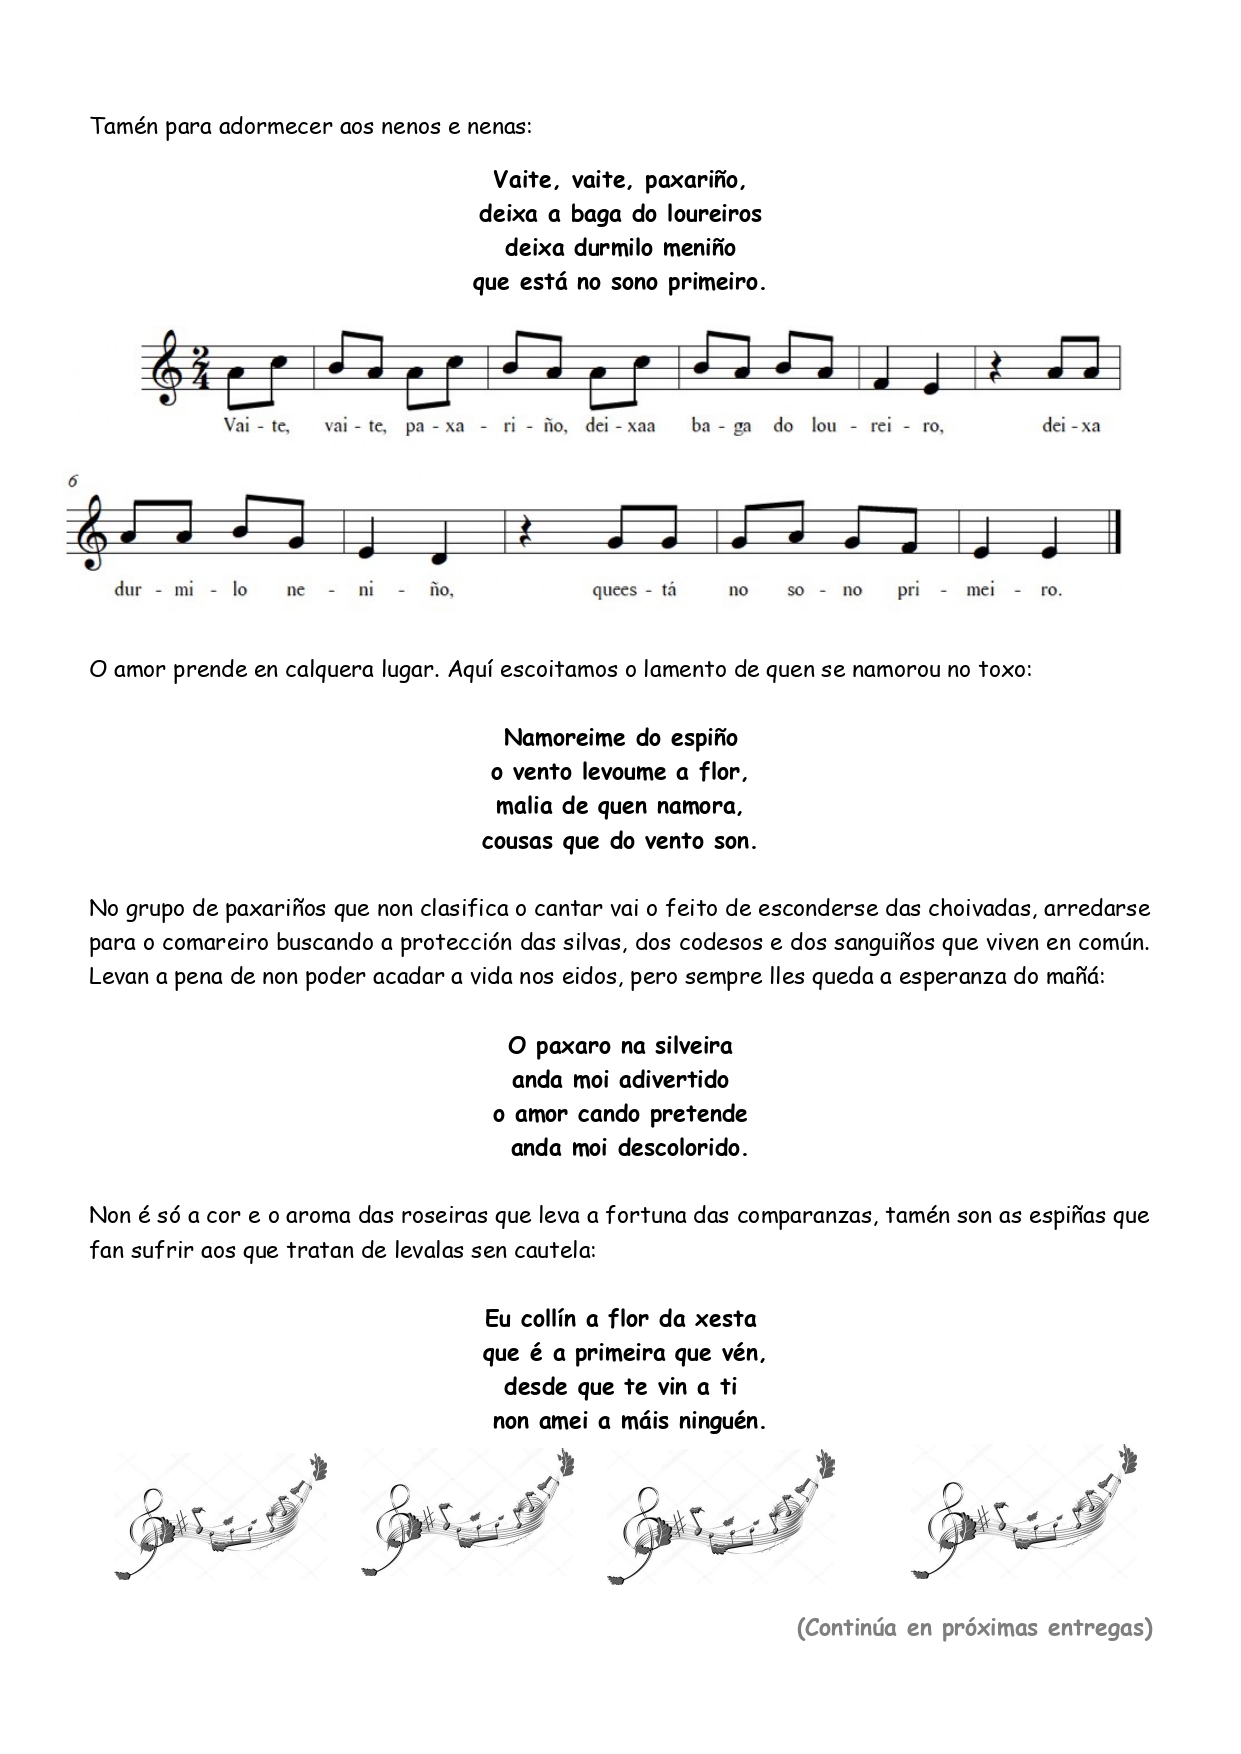 Tamén para adormecer aos nenos e nenas:
Vaite, vaite, paxariño,
deixa a baga do loureiros
deixa durmilo meniño
que está no sono primeiro.
2
4
Vai - te, vai - te, pa - xa - ri - ño, dei - xaa ba - ga do lou - rei - ro, dei - xa
6
dur - mi - lo ne - ni - ño, quees - tá no so - no pri - mei - ro.
O amor prende en calquera lugar. Aquí escoitamos o lamento de quen se namorou no toxo:
Namoreime do espiño
o vento levoume a flor,
malia de quen namora,
cousas que do vento son.
No grupo de paxariños que non clasifica o cantar vai o feito de esconderse das choivadas, arredarse
para o comareiro buscando a protección das silvas, dos codesos e dos sanguiños que viven en común.
Levan a pena de non poder acadar a vida nos eidos, pero sempre lles queda a esperanza do mañá:
O paxaro na silveira
anda moi adivertido
o amor cando pretende
anda moi descolorido.
Non é só a cor e o aroma das roseiras que leva a fortuna das comparanzas, tamén son as espiñas que
fan sufrir aos que tratan de levalas sen cautela:
Eu collín a flor da xesta
que é a primeira que vén,
desde que te vin a ti
non amei a máis ninguén.
(Continúa en próximas entregas)